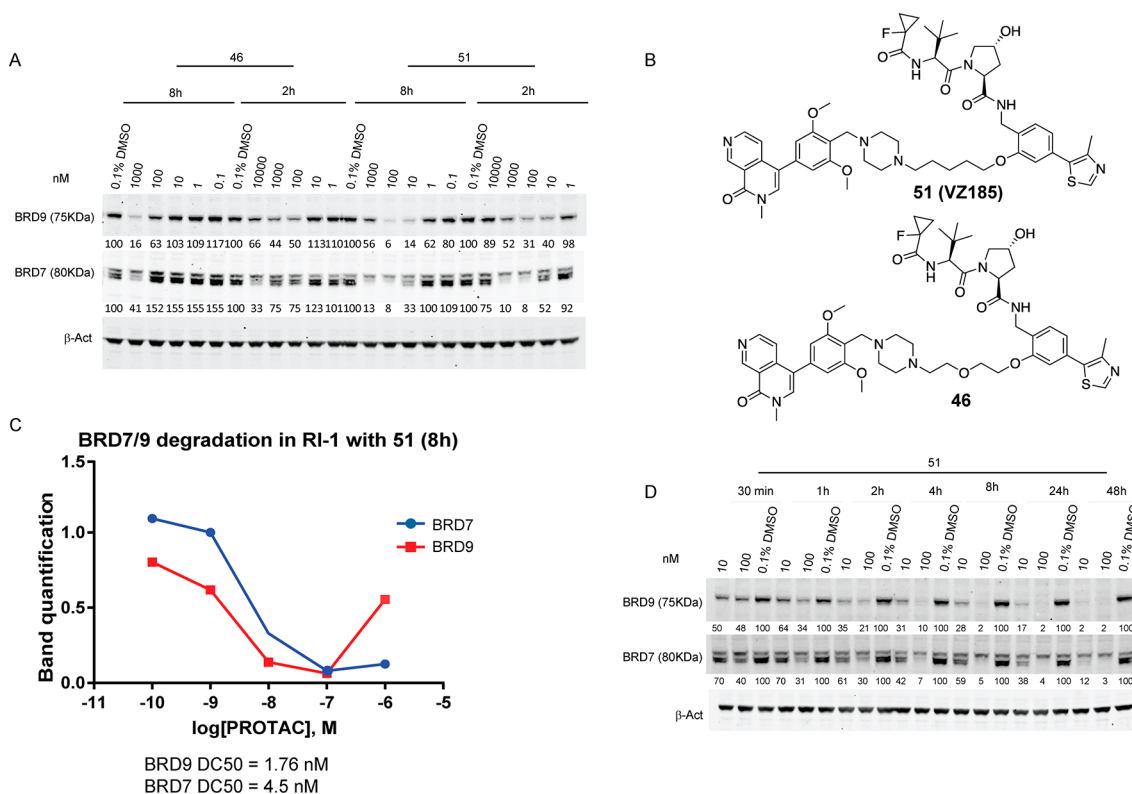 A
46
51
8h
2h
8h
2h
nM
0.1% DMSO
1000
100
10
1
0.1
0.1% DMSO
10000
1000
100
10
1
0.1% DMSO
1000
100
10
1
0.1
0.1% DMSO
10000
1000
100
10
1
BRD9 (75KDa)
100 16 63 103 109 117 100 66 44 50 113 110 100 56 6 14 62 80 100 89 52 31 40 98
BRD7 (80KDa)
100 41 152 155 155 155 100 33 75 75 123 101 100 13 8 33 100 109 100 75 10 8 52 92
β-Act
B
F
O
NH
O
N
OH
O
NH
O
O
N
N
O
N
N
O
S
N
51 (VZ185)
F
O
NH
O
N
OH
O
NH
O
O
N
N
O
O
N
N
O
S
N
46
C
BRD7/9 degradation in RI-1 with 51 (8h)
Band quantification
1.5
1.0
0.5
0.0
BRD7
BRD9
-11 -10 -9 -8 -7 -6 -5
log[PROTAC], M
BRD9 DC50 = 1.76 nM
BRD7 DC50 = 4.5 nM
D
51
30 min 1h 2h 4h 8h 24h 48h
nM
10
100
0.1% DMSO
10
100
0.1% DMSO
10
100
0.1% DMSO
10
100
0.1% DMSO
10
100
0.1% DMSO
10
100
0.1% DMSO
10
100
0.1% DMSO
BRD9 (75KDa)
50 48 100 64 34 100 35 21 100 31 10 100 28 2 100 17 2 100 2 2 100
BRD7 (80KDa)
70 40 100 70 31 100 61 30 100 42 7 100 59 5 100 38 4 100 12 3 100
β-Act